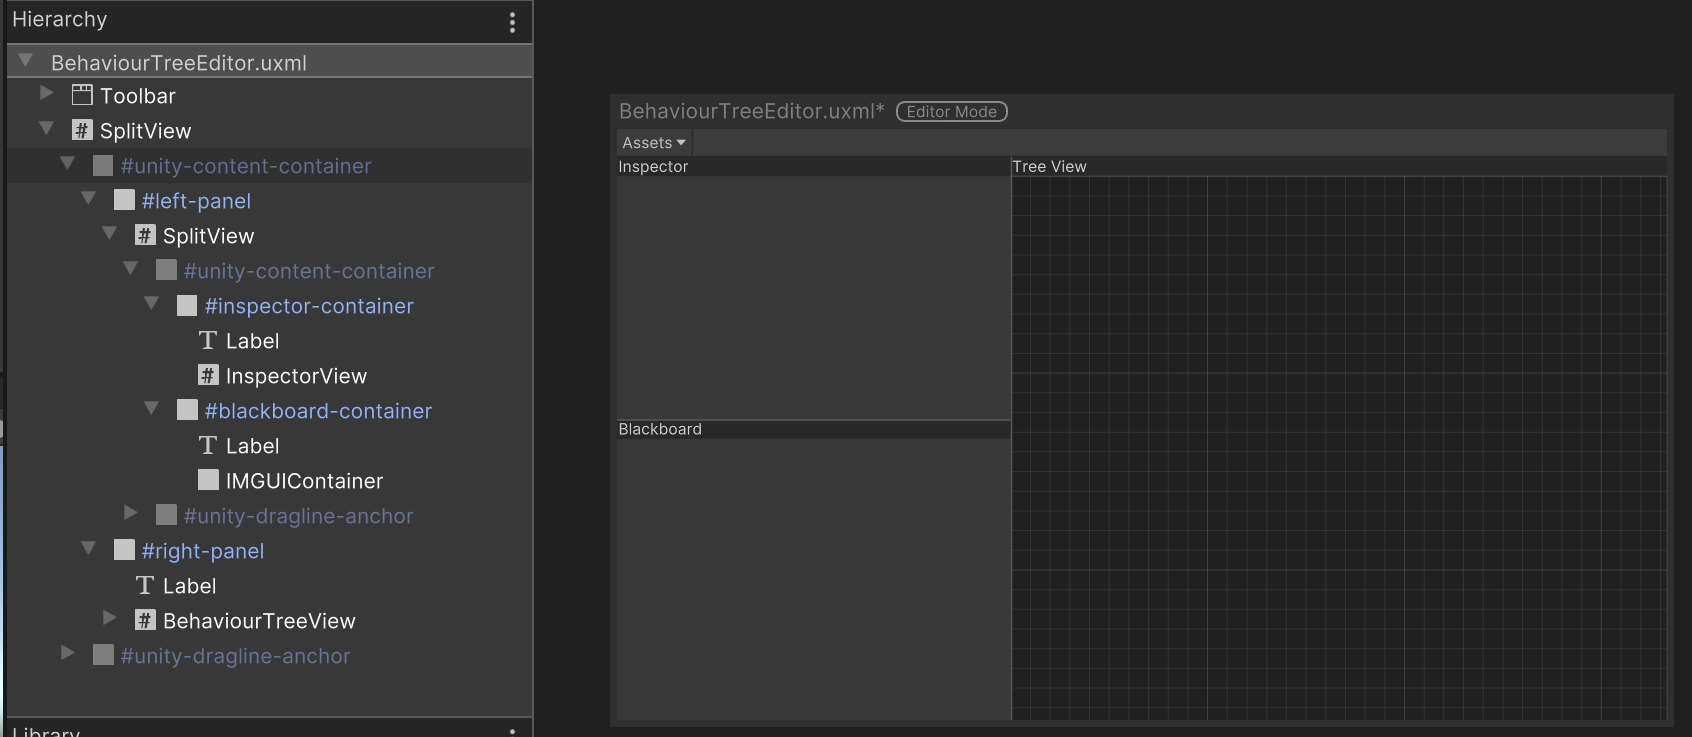 Hierarchy
BehaviourTreeEditor.uxml
Toolbar
# SplitView
#unity-content-container
#left-panel
# SplitView
#unity-content-container
#inspector-container
T Label
# InspectorView
#blackboard-container
T Label
IMGUIContainer
#unity-dragline-anchor
#right-panel
T Label
# BehaviourTreeView
#unity-dragline-anchor
Library
BehaviourTreeEditor.uxml* Editor Mode
Assets
Inspector
Tree View
Blackboard